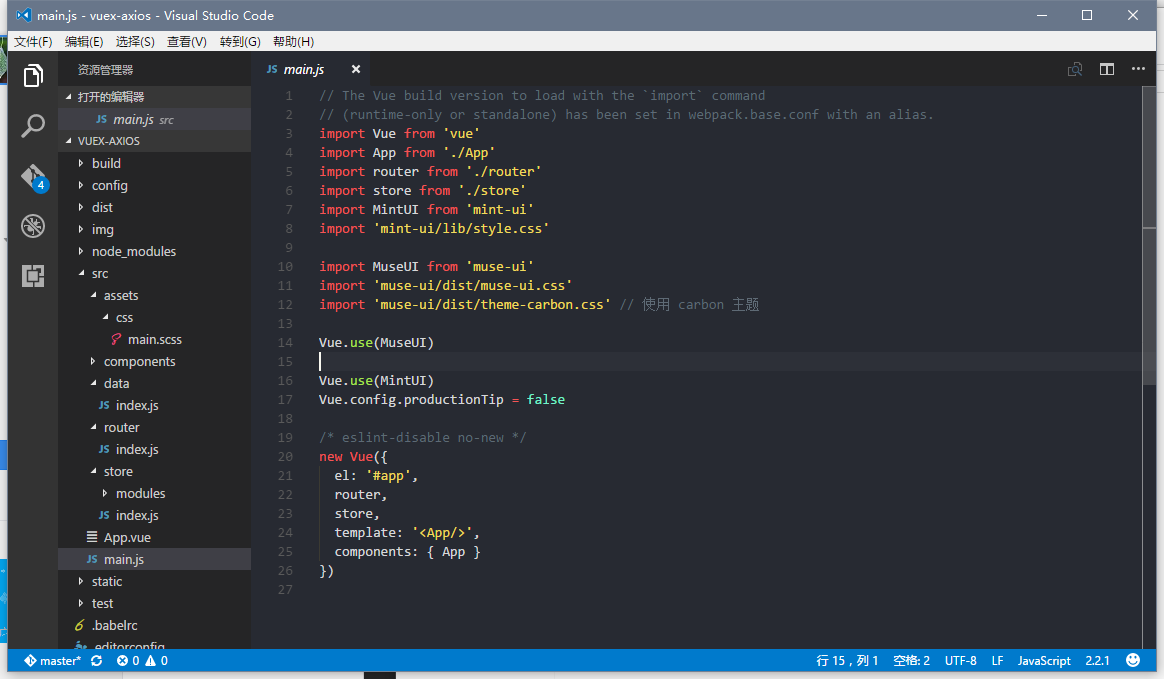 main.js - vuex-axios - Visual Studio Code
文件(F) 编辑(E) 选择(S) 查看(V) 转到(G) 帮助(H)
资源管理器
打开的编辑器
JS main.js src
VUEX-AXIOS
build
config
dist
img
node_modules
src
assets
css
main.scss
components
data
JS index.js
router
JS index.js
store
modules
JS index.js
App.vue
JS main.js
static
test
.babelrc
.editorconfig
4
JS main.js
1 // The Vue build version to load with the `import` command
2 // (runtime-only or standalone) has been set in webpack.base.conf with an alias.
3 import Vue from 'vue'
4 import App from './App'
5 import router from './router'
6 import store from './store'
7 import MintUI from 'mint-ui'
8 import 'mint-ui/lib/style.css'
9
10 import MuseUI from 'muse-ui'
11 import 'muse-ui/dist/muse-ui.css'
12 import 'muse-ui/dist/theme-carbon.css' // 使用 carbon 主题
13
14 Vue.use(MuseUI)
15
16 Vue.use(MintUI)
17 Vue.config.productionTip = false
18
19 /* eslint-disable no-new */
20 new Vue({
21 el: '#app',
22 router,
23 store,
24 template: '<App/>',
25 components: { App }
26 })
27
master* 0 0 行 15，列 1 空格: 2 UTF-8 LF JavaScript 2.2.1